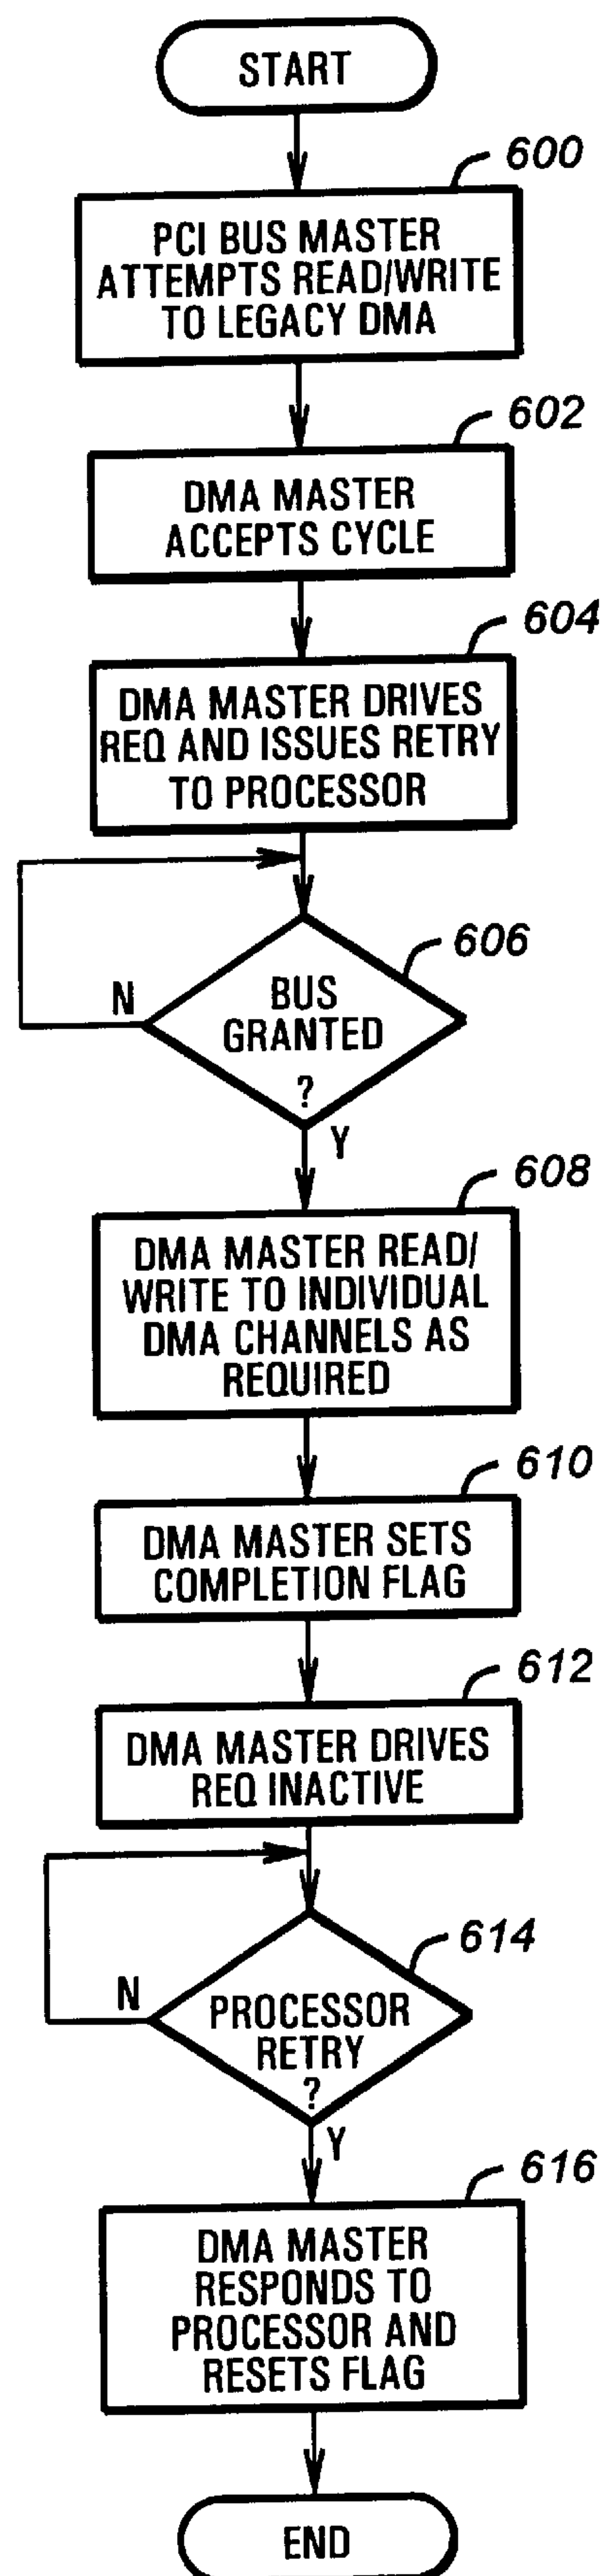 START
600
PCI BUS MASTER
ATTEMPTS READ/WRITE
TO LEGACY DMA
602
DMA MASTER
ACCEPTS CYCLE
604
DMA MASTER DRIVES
REQ AND ISSUES RETRY
TO PROCESSOR
606
BUS
GRANTED
?
N
Y
608
DMA MASTER READ/
WRITE TO INDIVIDUAL
DMA CHANNELS AS
REQUIRED
610
DMA MASTER SETS
COMPLETION FLAG
612
DMA MASTER DRIVES
REQ INACTIVE
614
PROCESSOR
RETRY
?
N
Y
616
DMA MASTER
RESPONDS TO
PROCESSOR AND
RESETS FLAG
END